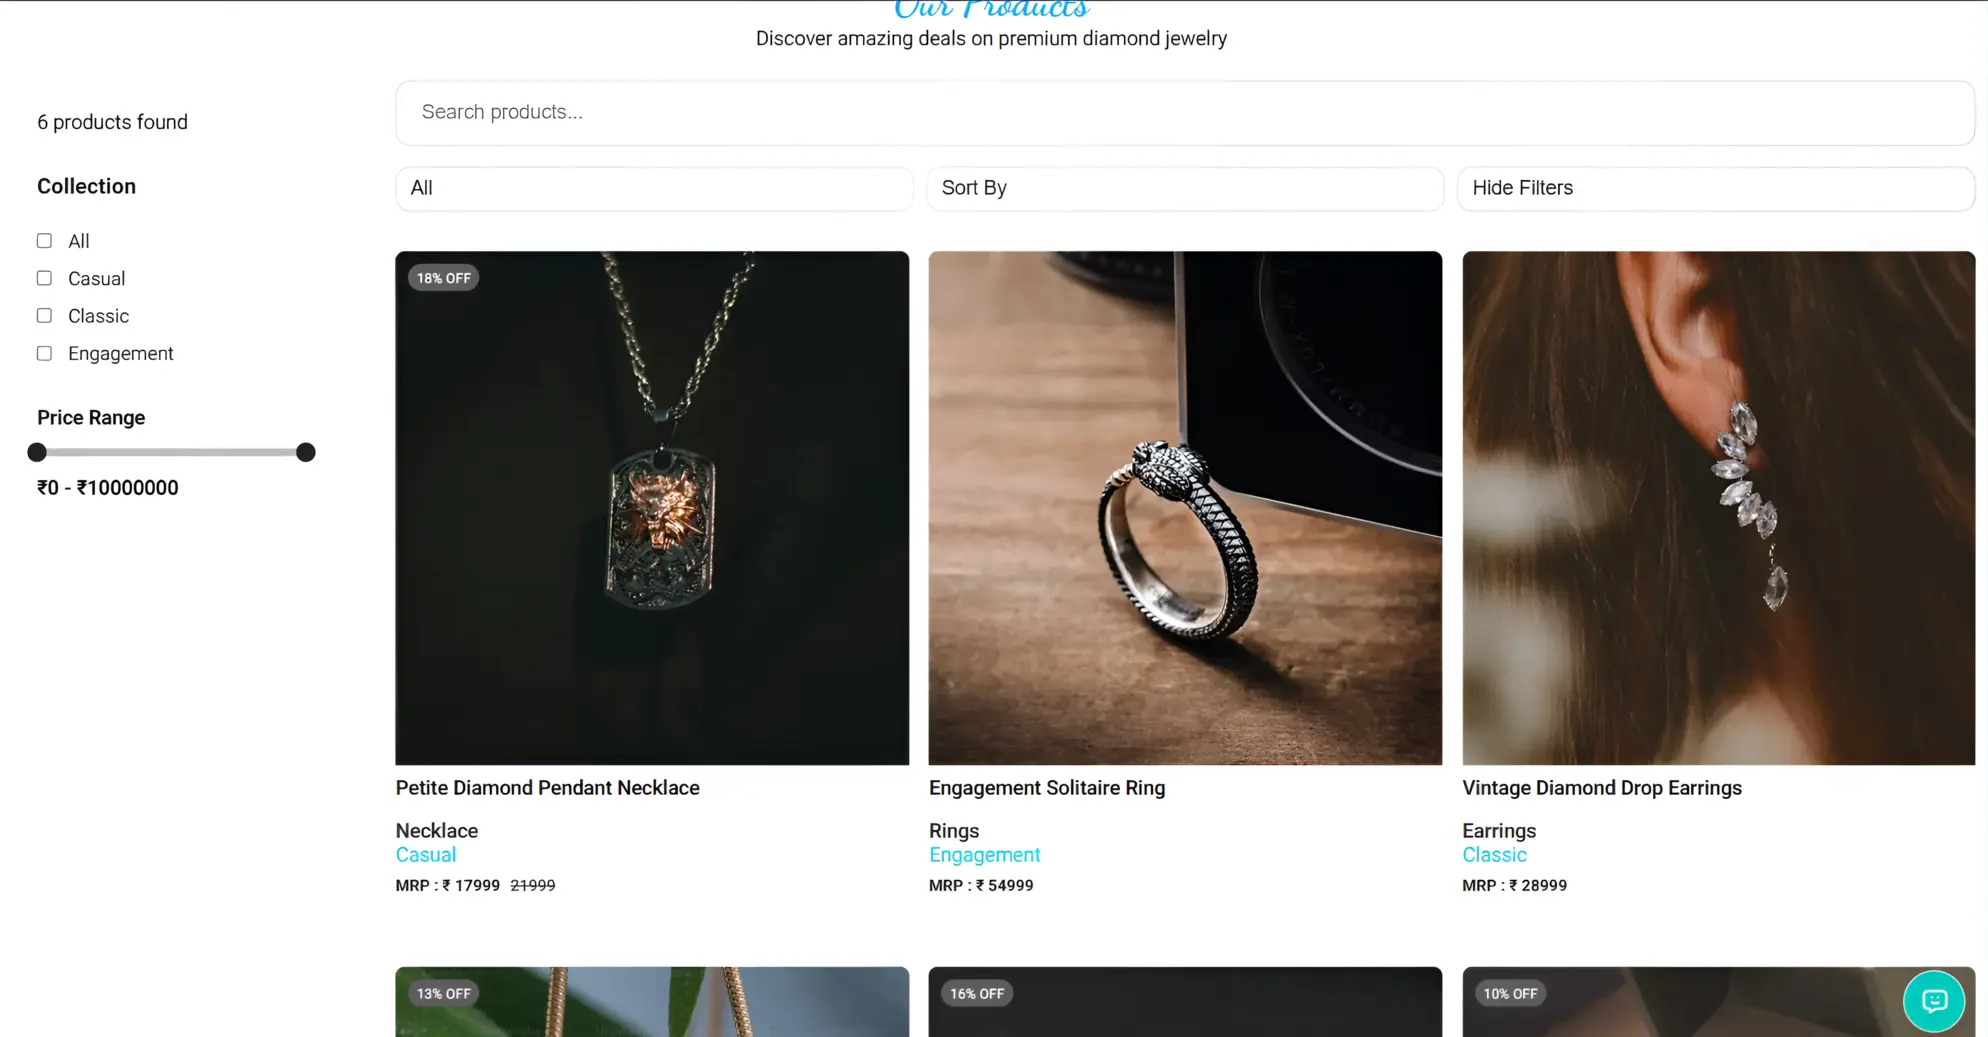 Our Products
Discover amazing deals on premium diamond jewelry
6 products found
Search products...
Collection
All
Sort By
Hide Filters
All
Casual
Classic
Engagement
Price Range
₹0 - ₹10000000
18% OFF
Petite Diamond Pendant Necklace
Necklace
Casual
MRP : ₹ 17999 21999
Engagement Solitaire Ring
Rings
Engagement
MRP : ₹ 54999
Vintage Diamond Drop Earrings
Earrings
Classic
MRP : ₹ 28999
13% OFF
16% OFF
10% OFF